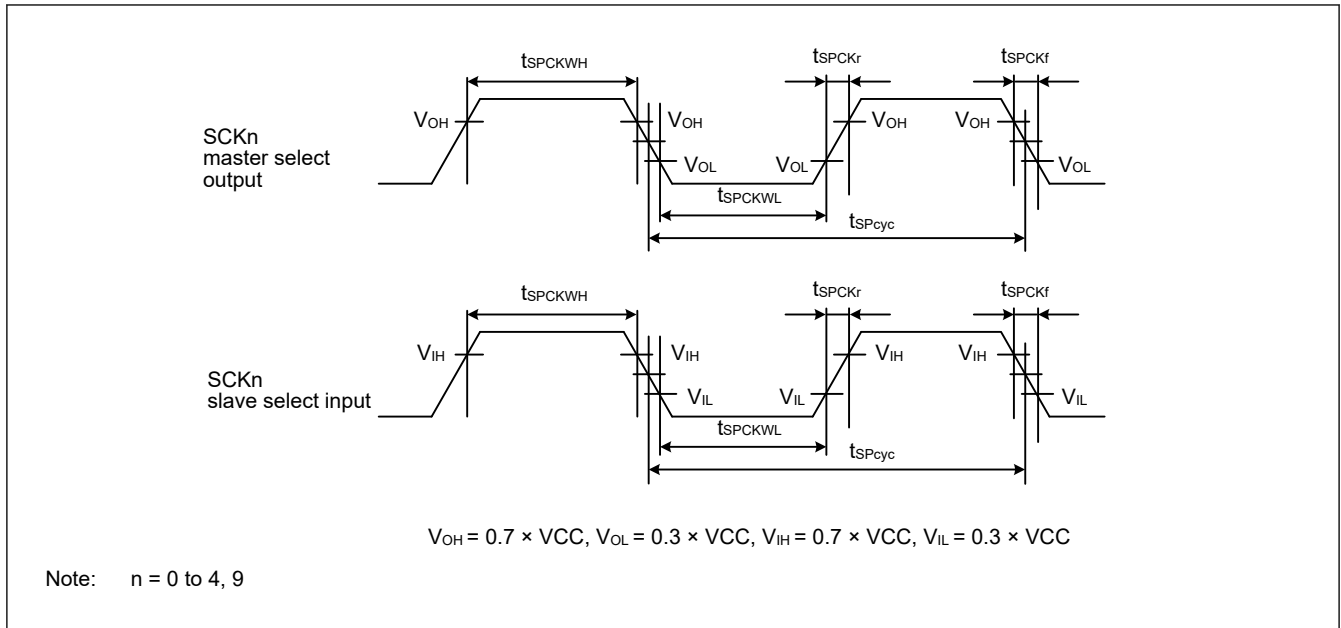 tSPCKWH
tSPCKr
tSPCKf
VOH
VOH
VOH
VOH
SCKn
master select
output
VOL
VOL
VOL
tSPCKWL
tSPcyc
tSPCKWH
tSPCKr
tSPCKf
VIH
VIH
VIH
VIH
SCKn
slave select input
VIL
VIL
VIL
tSPCKWL
tSPcyc
VOH = 0.7 × VCC, VOL = 0.3 × VCC, VIH = 0.7 × VCC, VIL = 0.3 × VCC
Note: n = 0 to 4, 9